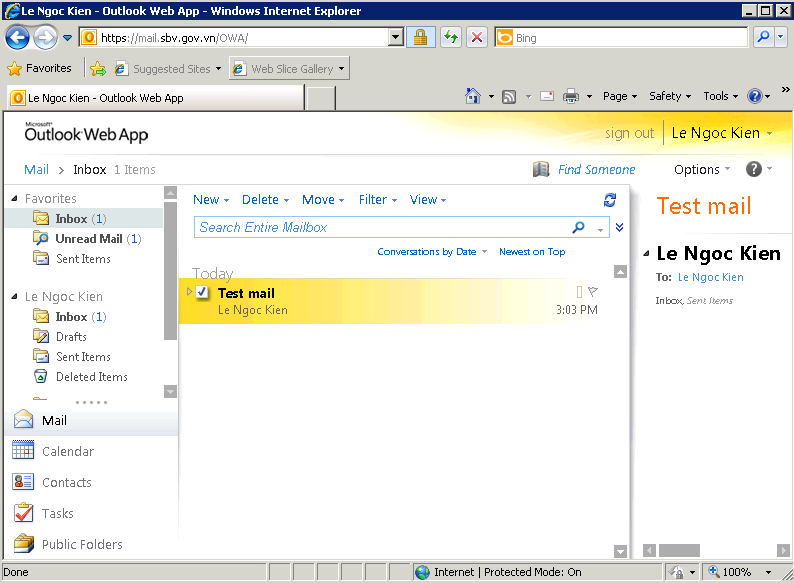 Le Ngoc Kien - Outlook Web App - Windows Internet Explorer
https://mail.sbv.gov.vn/OWA/
Bing
Favorites
Suggested Sites
Web Slice Gallery
Le Ngoc Kien - Outlook Web App
Page
Safety
Tools
»
Microsoft®
Outlook Web App
sign out
Le Ngoc Kien
Mail > Inbox 1 Items
Find Someone
Options
?
Favorites
Inbox (1)
Unread Mail (1)
Sent Items
Le Ngoc Kien
Inbox (1)
Drafts
Sent Items
Deleted Items
Mail
Calendar
Contacts
Tasks
Public Folders
New
Delete
Move
Filter
View
Search Entire Mailbox
Conversations by Date
Newest on Top
Today
Test mail
Le Ngoc Kien
3:03 PM
Test mail
Le Ngoc Kien
To: Le Ngoc Kien
Inbox, Sent Items
Done
Internet | Protected Mode: On
100%